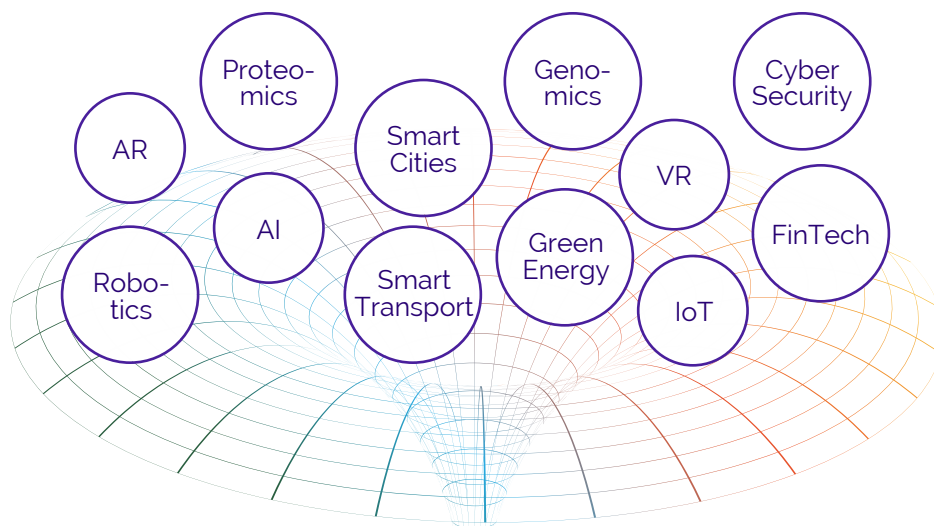 Proteo-
mics
Geno-
mics
Cyber
Security
AR
Smart
Cities
VR
AI
FinTech
Green
Energy
Robo-
tics
Smart
Transport
IoT